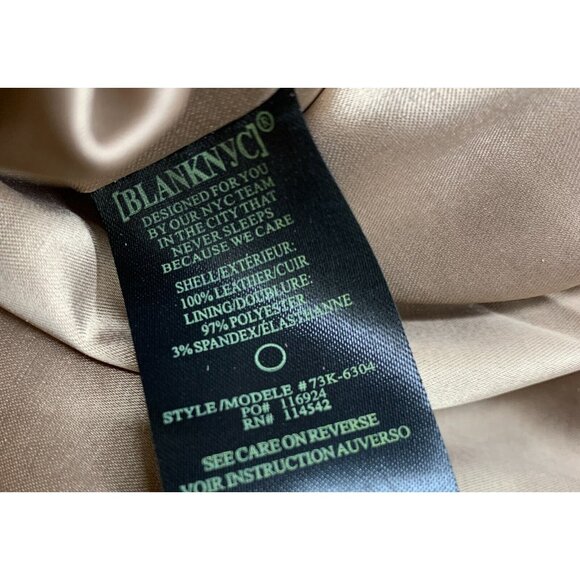 [BLANKNYC]®
DESIGNED FOR YOU
BY OUR NYC TEAM
IN THE CITY THAT
NEVER SLEEPS
BECAUSE WE CARE
SHELL/EXTÉRIEUR:
100% LEATHER/CUIR
LINING/DOUBLURE:
97% POLYESTER
3% SPANDEX/ÉLASTHANNE
STYLE/MODELE #73K-6304
PO# 116924
RN# 114542
SEE CARE ON REVERSE
VOIR INSTRUCTION AUVERSO